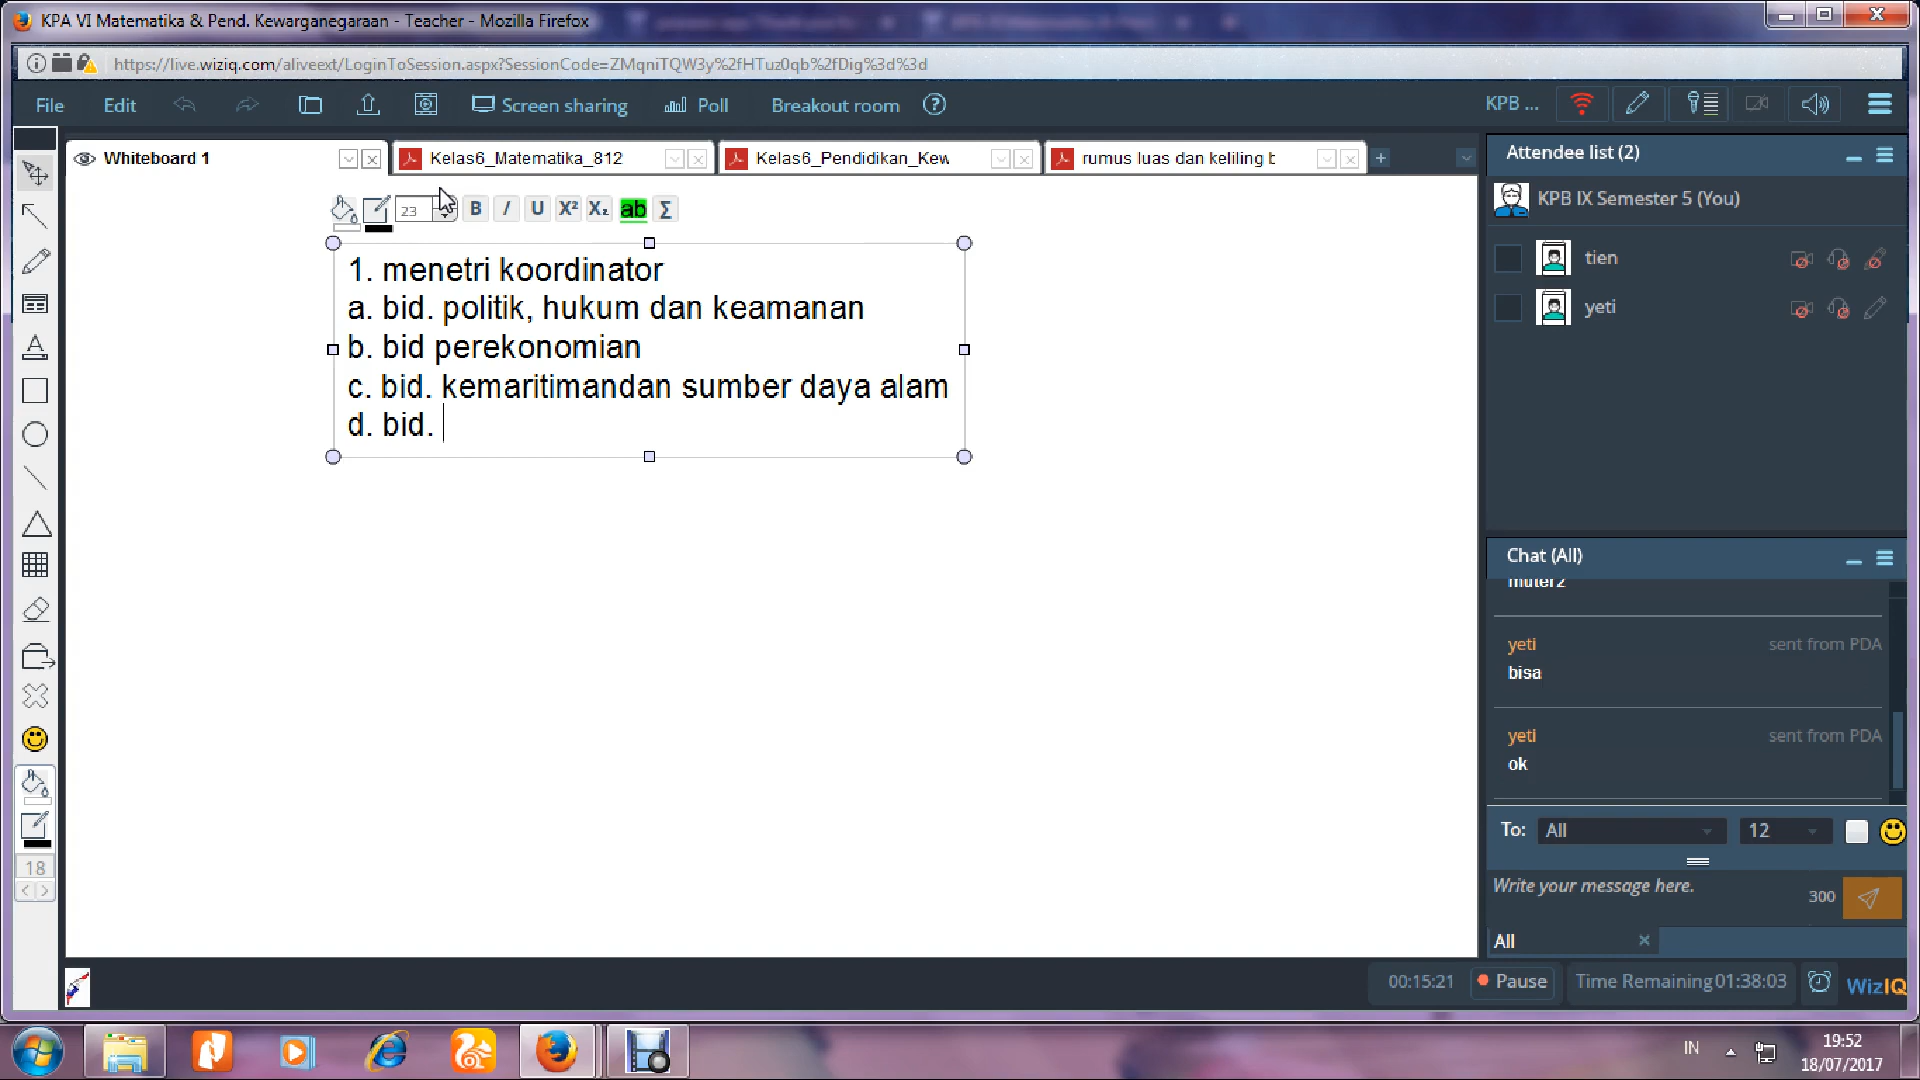 KPA VI Matematika & Pend. Kewarganegaraan - Teacher - Mozilla Firefox
https://live.wiziq.com/aliveext/LoginToSession.aspx?SessionCode=ZMqniTQW3y%2fHTuz0qb%2fDig%3d%3d
File Edit Screen sharing Poll Breakout room ? KPB ...
Whiteboard 1 Kelas6_Matematika_812 Kelas6_Pendidikan_Kew rumus luas dan keliling b
23 B I U X² X₂ ab Σ
1. menetri koordinator
a. bid. politik, hukum dan keamanan
b. bid perekonomian
c. bid. kemaritimandan sumber daya alam
d. bid.
18
Attendee list (2)
KPB IX Semester 5 (You)
tien
yeti
Chat (All)
muter2
yeti sent from PDA
bisa
yeti sent from PDA
ok
To: All 12
Write your message here. 300
All
00:15:21 Pause Time Remaining 01:38:03 WizIQ
IN 19:52
18/07/2017